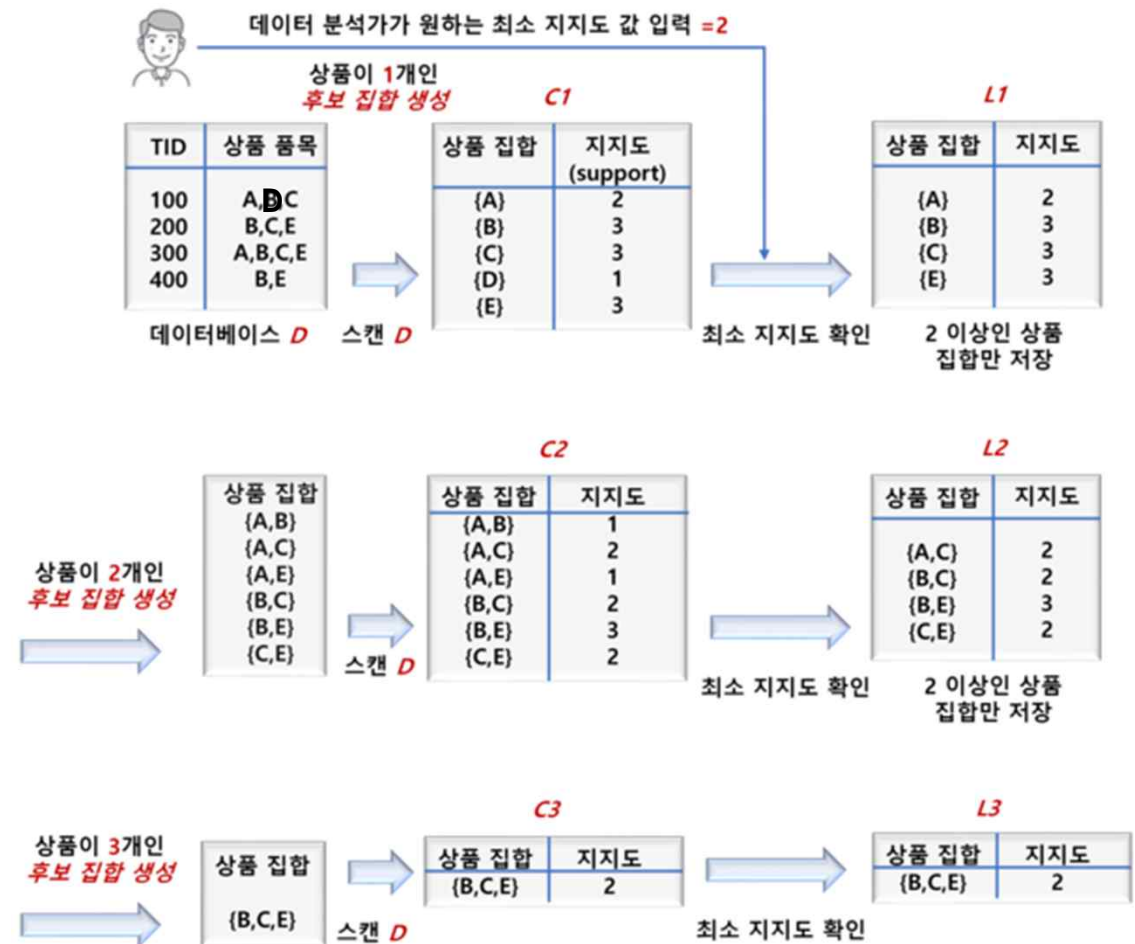 데이터 분석가가 원하는 최소 지지도 값 입력 =2
상품이 1개인
후보 집합 생성
C1
L1
TID 상품 품목
100 A,D,C
200 B,C,E
300 A,B,C,E
400 B,E
데이터베이스 D
스캔 D
상품 집합 지지도
(support)
{A} 2
{B} 3
{C} 3
{D} 1
{E} 3
최소 지지도 확인
상품 집합 지지도
{A} 2
{B} 3
{C} 3
{E} 3
2 이상인 상품
집합만 저장
C2
L2
상품이 2개인
후보 집합 생성
상품 집합
{A,B}
{A,C}
{A,E}
{B,C}
{B,E}
{C,E}
스캔 D
상품 집합 지지도
{A,B} 1
{A,C} 2
{A,E} 1
{B,C} 2
{B,E} 3
{C,E} 2
최소 지지도 확인
상품 집합 지지도
{A,C} 2
{B,C} 2
{B,E} 3
{C,E} 2
2 이상인 상품
집합만 저장
C3
L3
상품이 3개인
후보 집합 생성
상품 집합
{B,C,E}
스캔 D
상품 집합 지지도
{B,C,E} 2
최소 지지도 확인
상품 집합 지지도
{B,C,E} 2